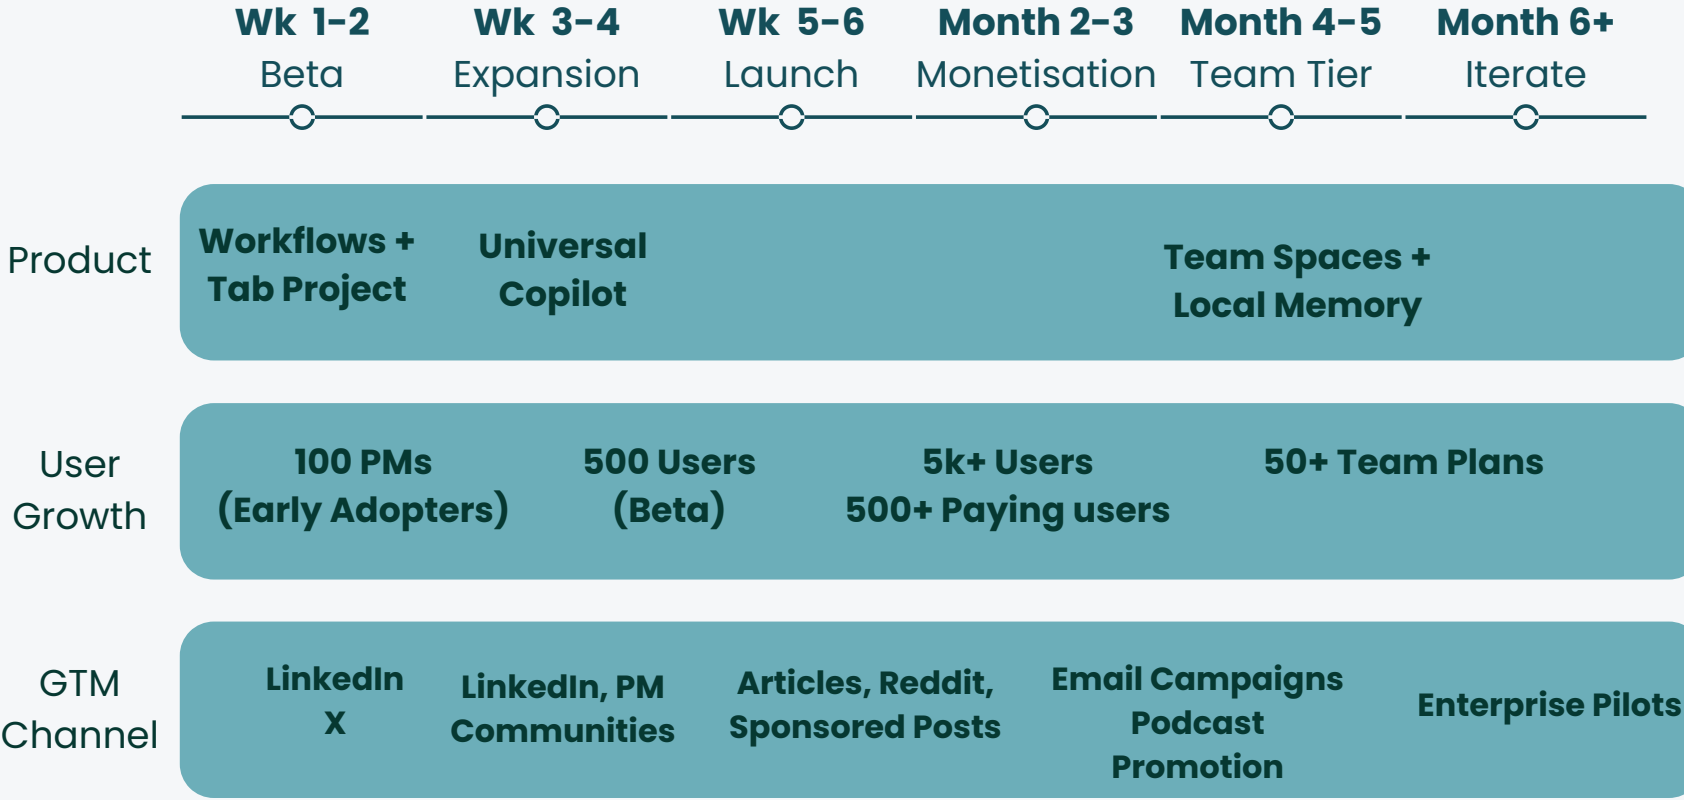 Wk 1-2
Wk 3-4
Wk 5-6
Month 2-3
Month 4-5
Month 6+
Beta
Expansion
Launch
Monetisation
Team Tier
Iterate
Product
Workflows +
Tab Project
Universal
Copilot
Team Spaces +
Local Memory
User
Growth
100 PMs
(Early Adopters)
500 Users
(Beta)
5k+ Users
500+ Paying users
50+ Team Plans
GTM
Channel
LinkedIn
X
LinkedIn, PM
Communities
Articles, Reddit,
Sponsored Posts
Email Campaigns
Podcast
Promotion
Enterprise Pilots